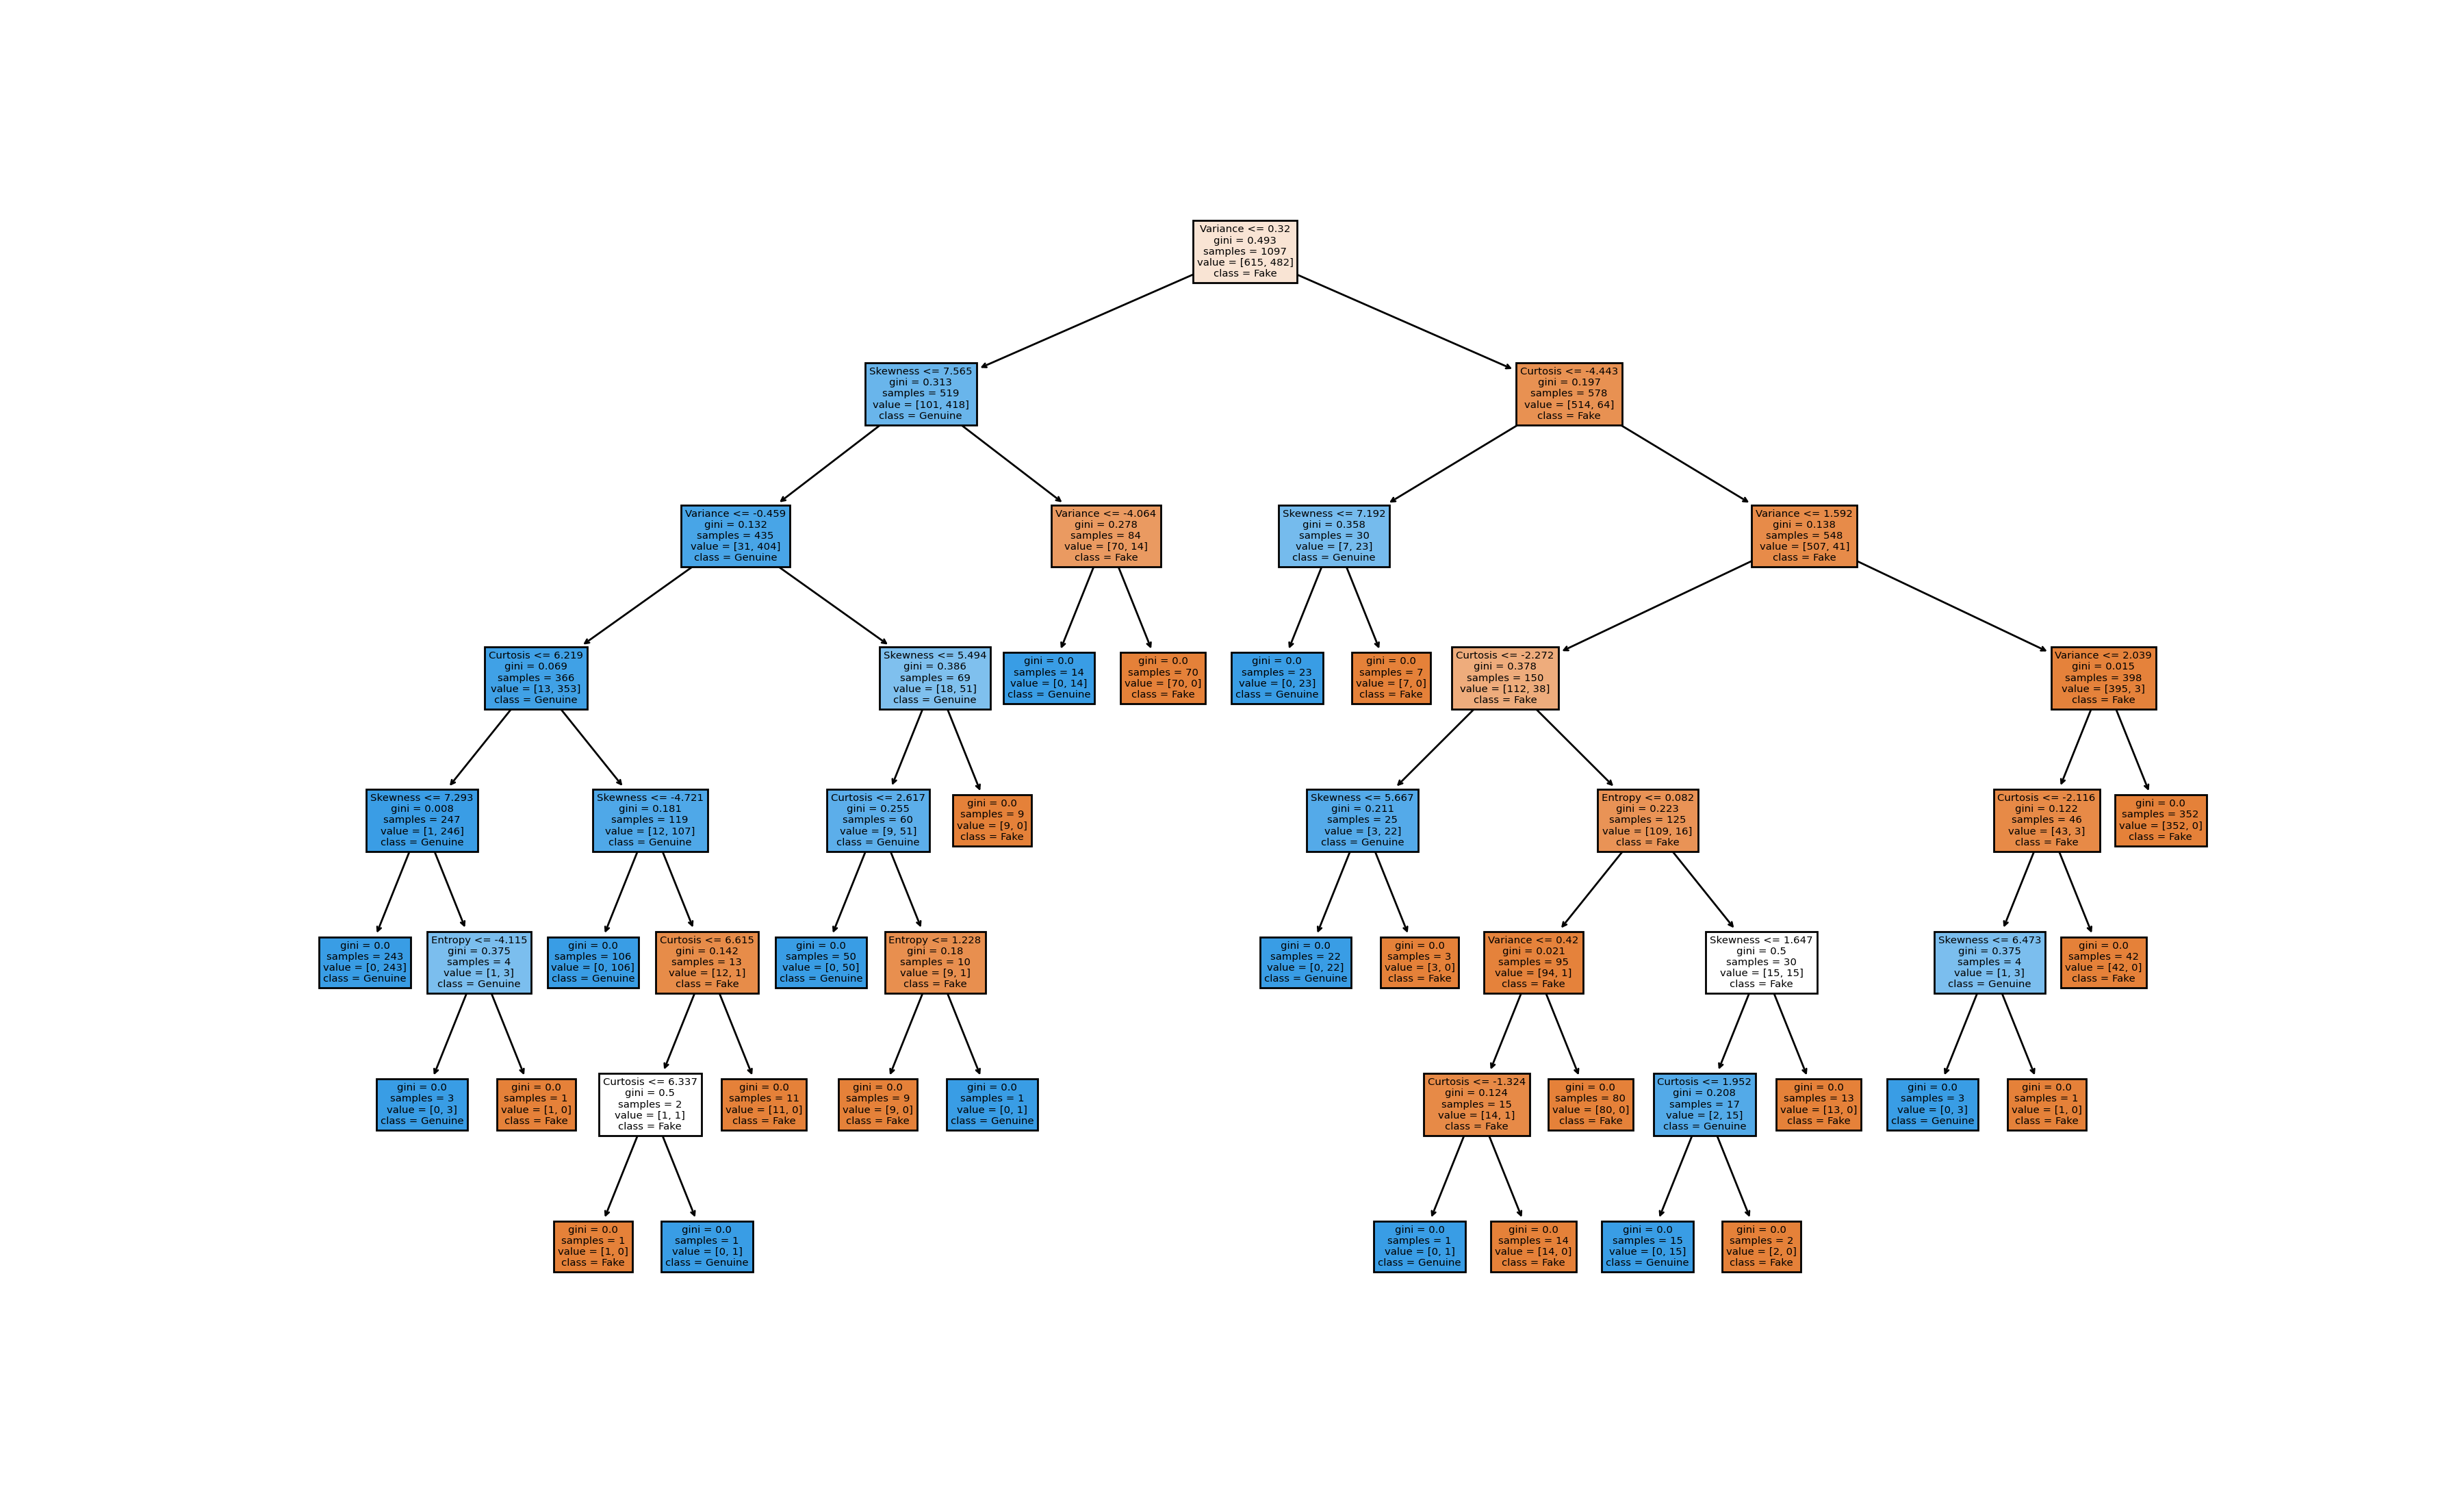 Variance <= 0.32
gini = 0.493
samples = 1097
value = [615, 482]
class = Fake
Skewness <= 7.565
gini = 0.313
samples = 519
value = [101, 418]
class = Genuine
Curtosis <= -4.443
gini = 0.197
samples = 578
value = [514, 64]
class = Fake
Variance <= -0.459
gini = 0.132
samples = 435
value = [31, 404]
class = Genuine
Variance <= -4.064
gini = 0.278
samples = 84
value = [70, 14]
class = Fake
Skewness <= 7.192
gini = 0.358
samples = 30
value = [7, 23]
class = Genuine
Variance <= 1.592
gini = 0.138
samples = 548
value = [507, 41]
class = Fake
Curtosis <= 6.219
gini = 0.069
samples = 366
value = [13, 353]
class = Genuine
Skewness <= 5.494
gini = 0.386
samples = 69
value = [18, 51]
class = Genuine
gini = 0.0
samples = 14
value = [0, 14]
class = Genuine
gini = 0.0
samples = 70
value = [70, 0]
class = Fake
gini = 0.0
samples = 23
value = [0, 23]
class = Genuine
gini = 0.0
samples = 7
value = [7, 0]
class = Fake
Curtosis <= -2.272
gini = 0.378
samples = 150
value = [112, 38]
class = Fake
Variance <= 2.039
gini = 0.015
samples = 398
value = [395, 3]
class = Fake
Skewness <= 7.293
gini = 0.008
samples = 247
value = [1, 246]
class = Genuine
Skewness <= -4.721
gini = 0.181
samples = 119
value = [12, 107]
class = Genuine
Curtosis <= 2.617
gini = 0.255
samples = 60
value = [9, 51]
class = Genuine
gini = 0.0
samples = 9
value = [9, 0]
class = Fake
Skewness <= 5.667
gini = 0.211
samples = 25
value = [3, 22]
class = Genuine
Entropy <= 0.082
gini = 0.223
samples = 125
value = [109, 16]
class = Fake
Curtosis <= -2.116
gini = 0.122
samples = 46
value = [43, 3]
class = Fake
gini = 0.0
samples = 352
value = [352, 0]
class = Fake
gini = 0.0
samples = 243
value = [0, 243]
class = Genuine
Entropy <= -4.115
gini = 0.375
samples = 4
value = [1, 3]
class = Genuine
gini = 0.0
samples = 106
value = [0, 106]
class = Genuine
Curtosis <= 6.615
gini = 0.142
samples = 13
value = [12, 1]
class = Fake
gini = 0.0
samples = 50
value = [0, 50]
class = Genuine
Entropy <= 1.228
gini = 0.18
samples = 10
value = [9, 1]
class = Fake
gini = 0.0
samples = 22
value = [0, 22]
class = Genuine
gini = 0.0
samples = 3
value = [3, 0]
class = Fake
Variance <= 0.42
gini = 0.021
samples = 95
value = [94, 1]
class = Fake
Skewness <= 1.647
gini = 0.5
samples = 30
value = [15, 15]
class = Fake
Skewness <= 6.473
gini = 0.375
samples = 4
value = [1, 3]
class = Genuine
gini = 0.0
samples = 42
value = [42, 0]
class = Fake
gini = 0.0
samples = 3
value = [0, 3]
class = Genuine
gini = 0.0
samples = 1
value = [1, 0]
class = Fake
Curtosis <= 6.337
gini = 0.5
samples = 2
value = [1, 1]
class = Fake
gini = 0.0
samples = 11
value = [11, 0]
class = Fake
gini = 0.0
samples = 9
value = [9, 0]
class = Fake
gini = 0.0
samples = 1
value = [0, 1]
class = Genuine
Curtosis <= -1.324
gini = 0.124
samples = 15
value = [14, 1]
class = Fake
gini = 0.0
samples = 80
value = [80, 0]
class = Fake
Curtosis <= 1.952
gini = 0.208
samples = 17
value = [2, 15]
class = Genuine
gini = 0.0
samples = 13
value = [13, 0]
class = Fake
gini = 0.0
samples = 3
value = [0, 3]
class = Genuine
gini = 0.0
samples = 1
value = [1, 0]
class = Fake
gini = 0.0
samples = 1
value = [1, 0]
class = Fake
gini = 0.0
samples = 1
value = [0, 1]
class = Genuine
gini = 0.0
samples = 1
value = [0, 1]
class = Genuine
gini = 0.0
samples = 14
value = [14, 0]
class = Fake
gini = 0.0
samples = 15
value = [0, 15]
class = Genuine
gini = 0.0
samples = 2
value = [2, 0]
class = Fake